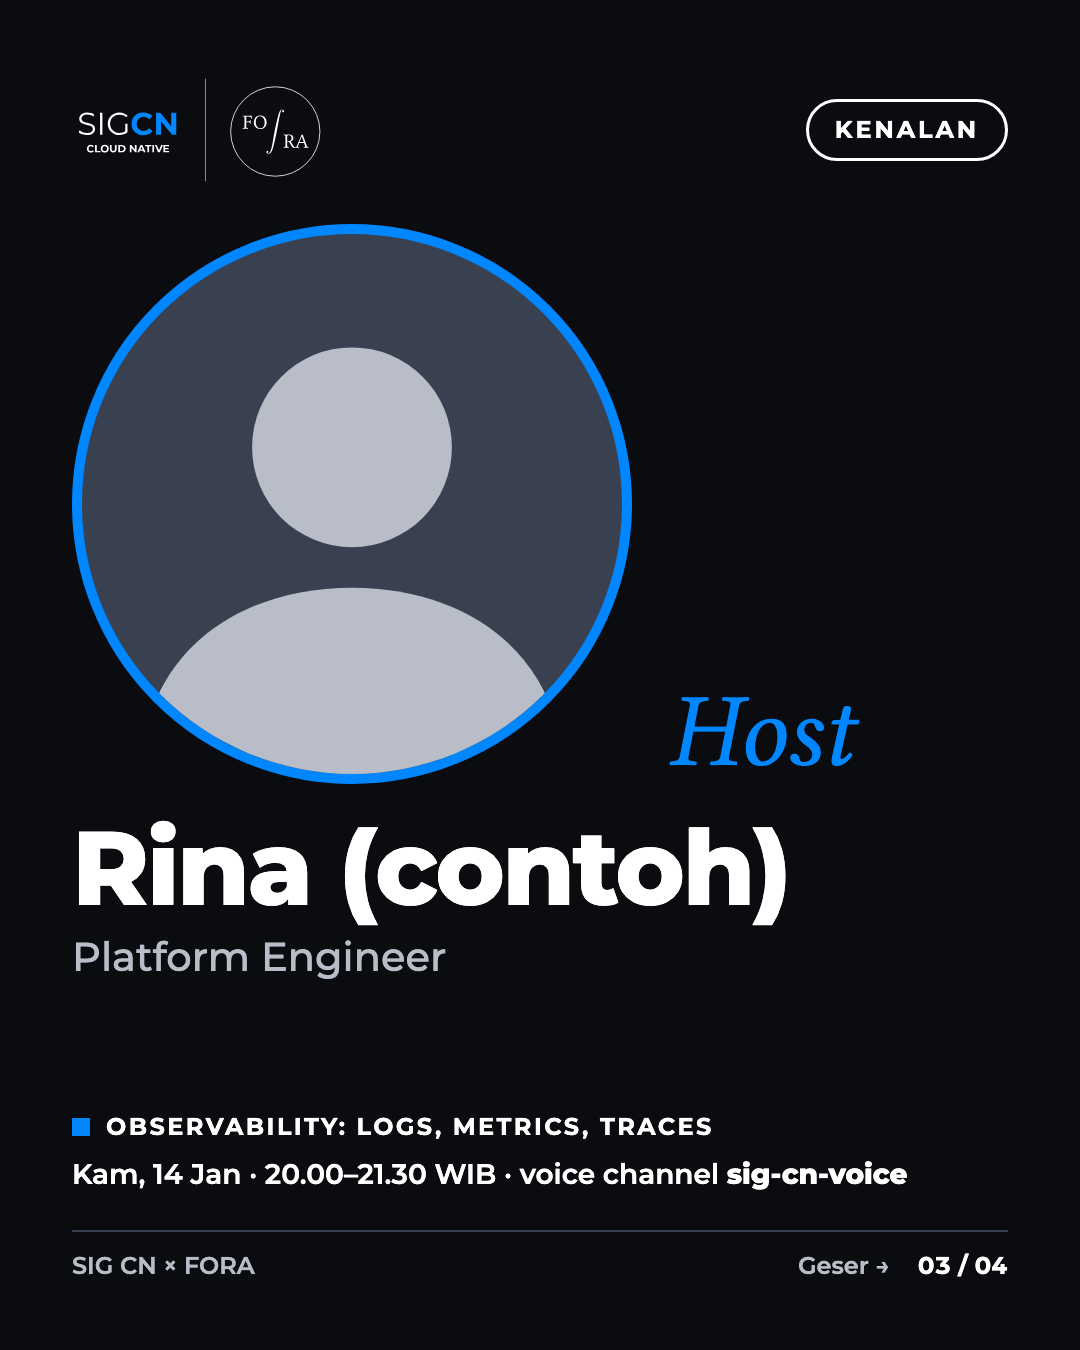 SIGCN
CLOUD NATIVE
FO
RA
KENALAN
Host
Rina (contoh)
Platform Engineer
OBSERVABILITY: LOGS, METRICS, TRACES
Kam, 14 Jan · 20.00–21.30 WIB · voice channel sig-cn-voice
SIG CN × FORA
Geser → 03 / 04